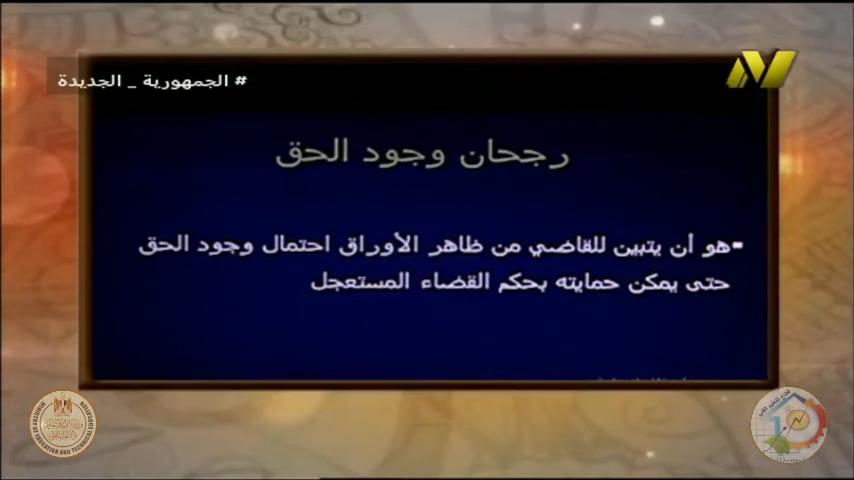 # الجمهورية _ الجديدة
رجحان وجود الحق
▪هو أن يتبين للقاضي من ظاهر الأوراق احتمال وجود الحق
حتى يمكن حمايته بحكم القضاء المستعجل